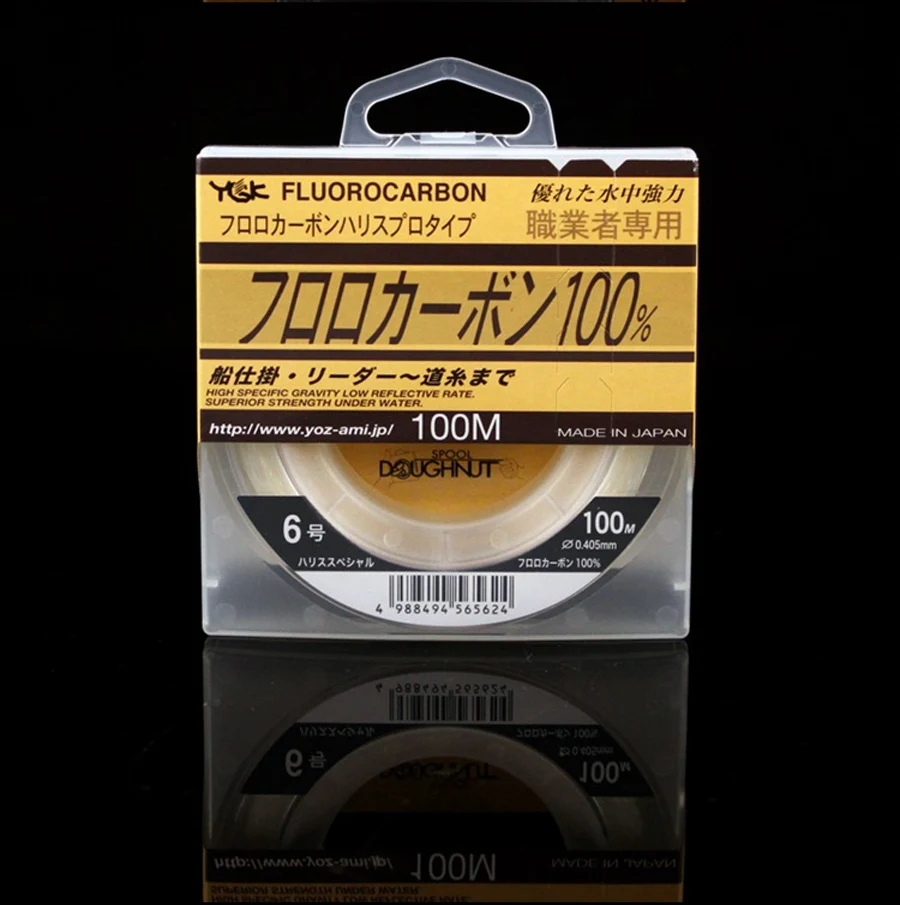 YGK FLUOROCARBON
優れた水中強力
フロロカーボンハリスプロタイプ
職業者専用
フロロカーボン100%
船仕掛・リーダー～道糸まで
HIGH SPECIFIC GRAVITY LOW REFLECTIVE RATE.
SUPERIOR STRENGTH UNDER WATER.
http://www.yoz-ami.jp/ 100M MADE IN JAPAN
SPOOL
DOUGHNUT
6号
100M
Ø 0.405mm
ハリススペシャル
フロロカーボン 100%
4 988494 565624